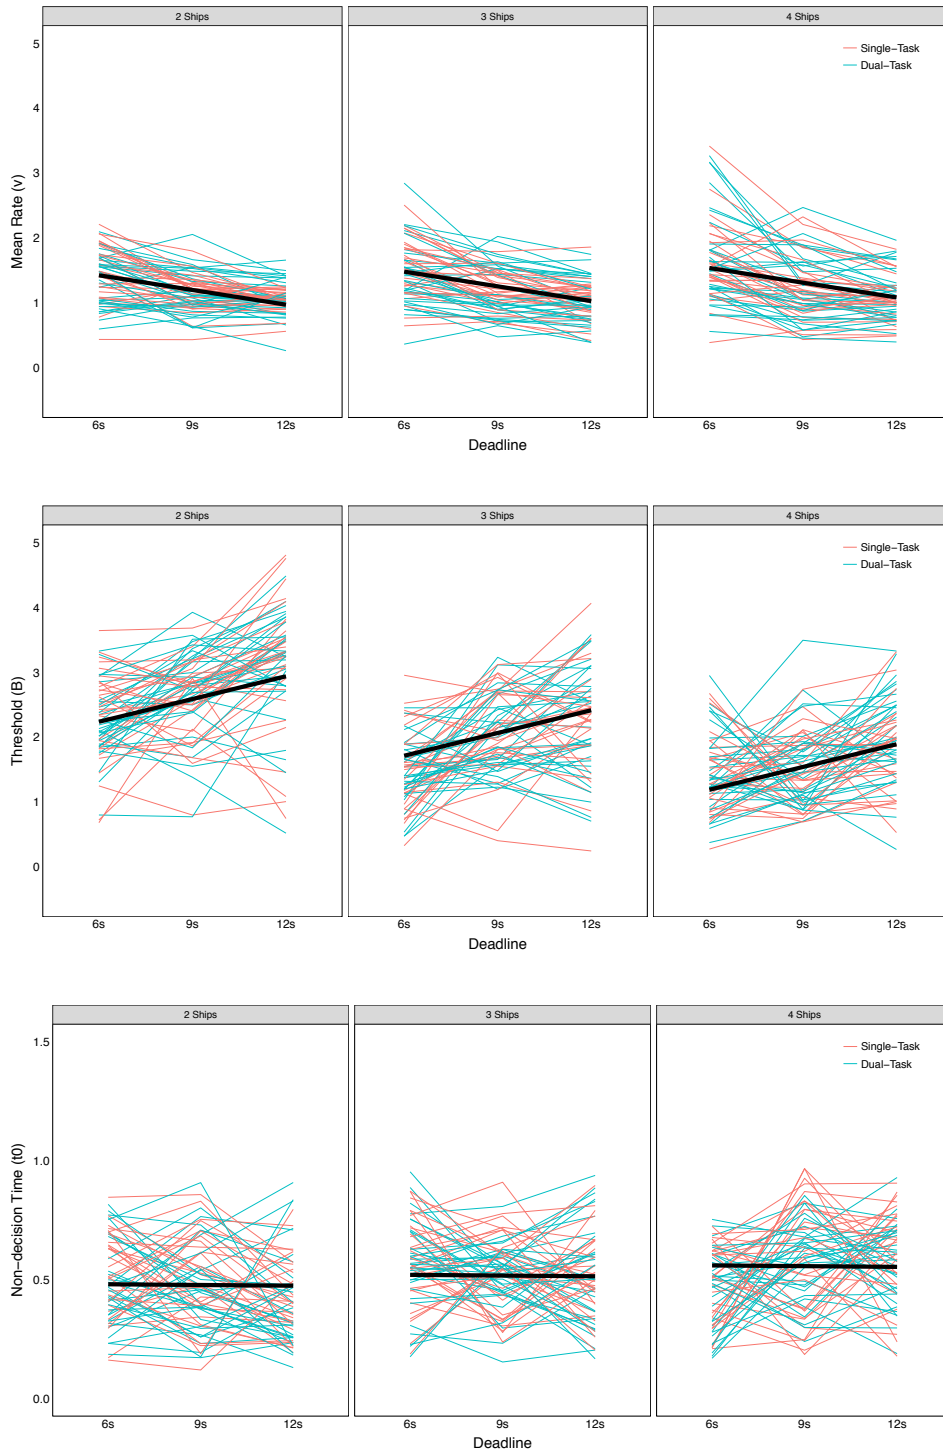 2 Ships
3 Ships
4 Ships
Mean Rate (v)
5
4
3
2
1
0
Single−Task
Dual−Task
6s
9s
12s
6s
9s
12s
6s
9s
12s
Deadline
2 Ships
3 Ships
4 Ships
Threshold (B)
5
4
3
2
1
0
Single−Task
Dual−Task
6s
9s
12s
6s
9s
12s
6s
9s
12s
Deadline
2 Ships
3 Ships
4 Ships
Non−decision Time (t0)
1.5
1.0
0.5
0.0
Single−Task
Dual−Task
6s
9s
12s
6s
9s
12s
6s
9s
12s
Deadline